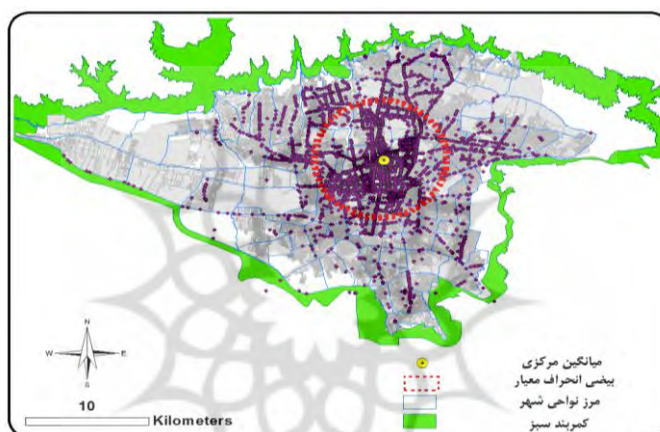 N
W E
S
10
Kilometers
میانگین مرکزی
بیضی انحراف معیار
مرز نواحی شهر
کمربند سبز